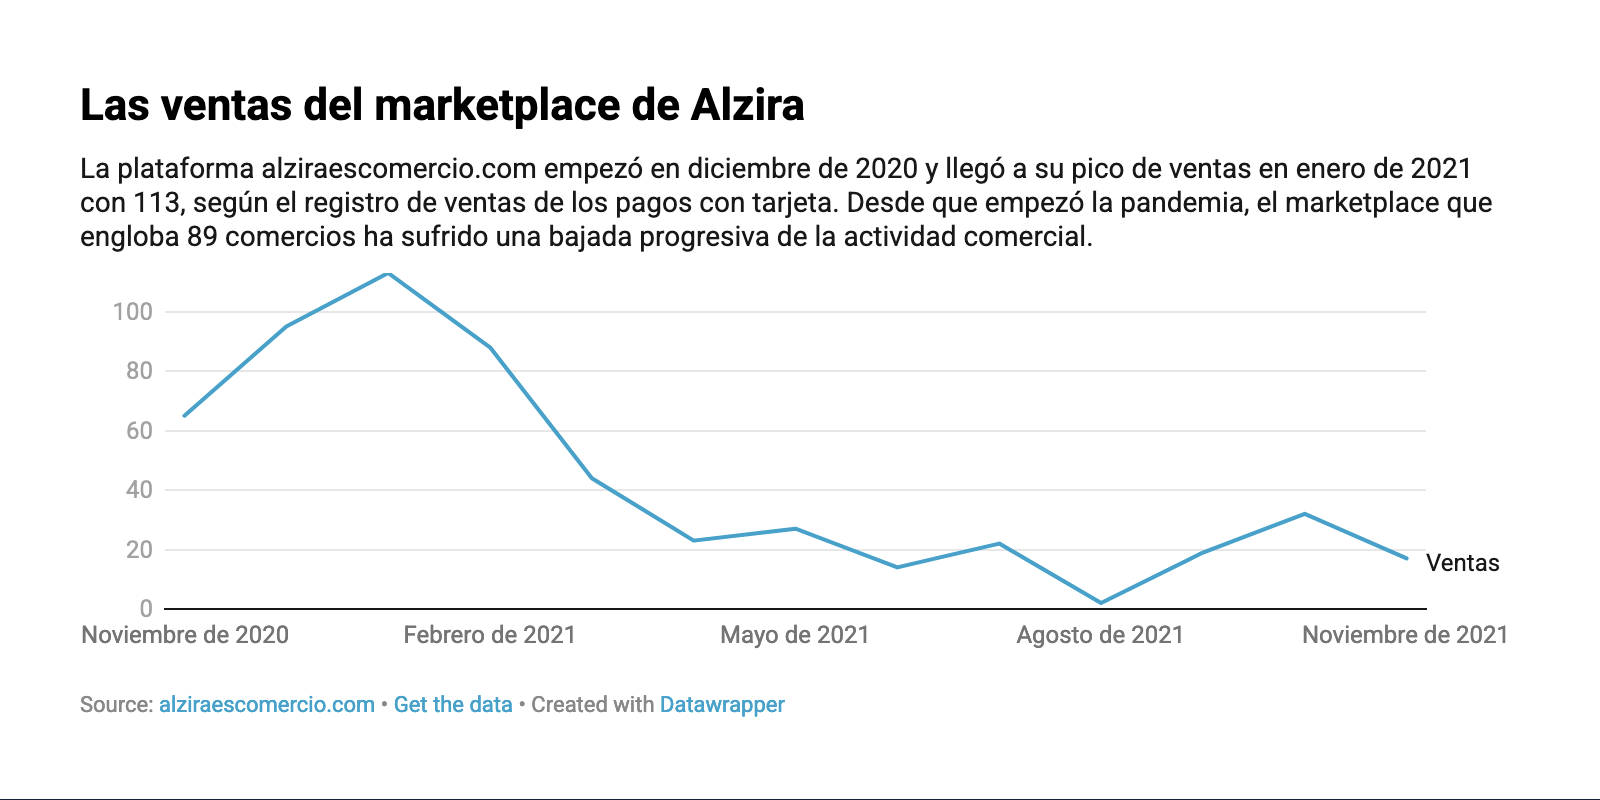 Las ventas del marketplace de Alzira
La plataforma alziraescomercio.com empezó en diciembre de 2020 y llegó a su pico de ventas en enero de 2021
con 113, según el registro de ventas de los pagos con tarjeta. Desde que empezó la pandemia, el marketplace que
engloba 89 comercios ha sufrido una bajada progresiva de la actividad comercial.
100
80
60
40
20
0
Ventas
Noviembre de 2020 Febrero de 2021 Mayo de 2021 Agosto de 2021 Noviembre de 2021
Source: alziraescomercio.com • Get the data • Created with Datawrapper